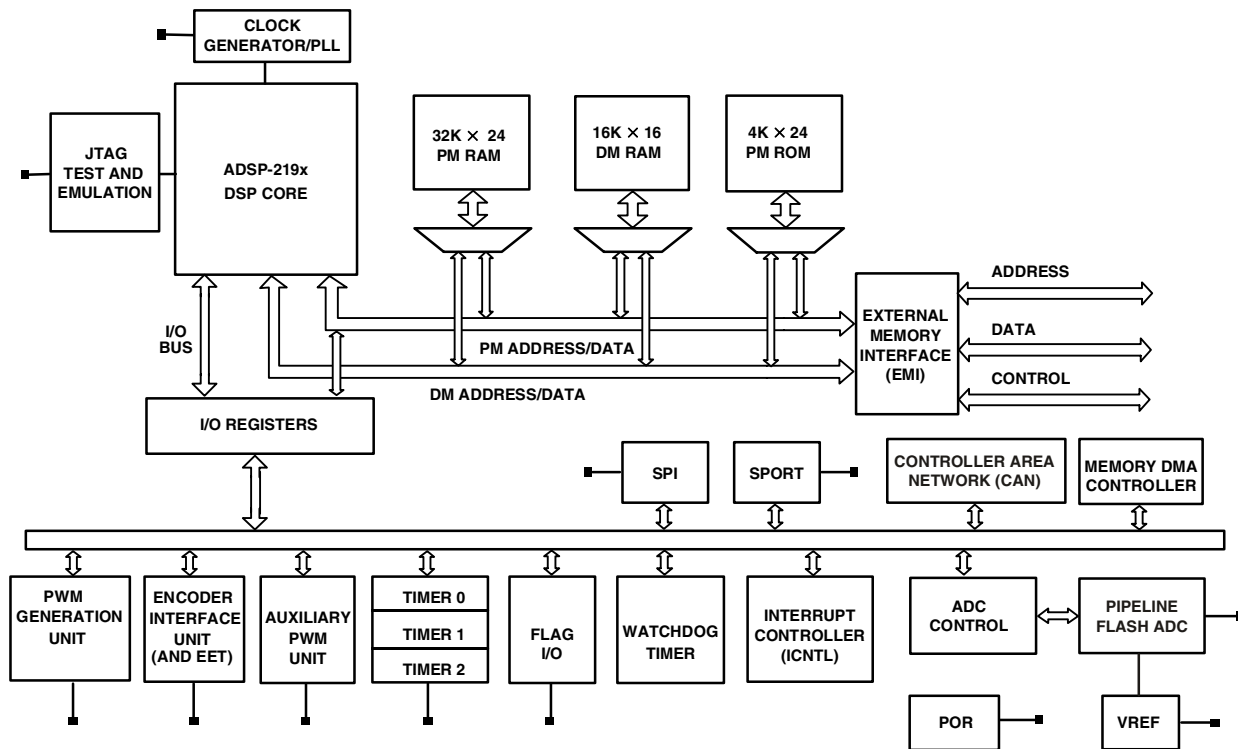 CLOCK
GENERATOR/PLL
JTAG
TEST AND
EMULATION
ADSP-219x
DSP CORE
32K × 24
PM RAM
16K × 16
DM RAM
4K × 24
PM ROM
I/O
BUS
PM ADDRESS/DATA
DM ADDRESS/DATA
EXTERNAL
MEMORY
INTERFACE
(EMI)
ADDRESS
DATA
CONTROL
I/O REGISTERS
SPI
SPORT
CONTROLLER AREA
NETWORK (CAN)
MEMORY DMA
CONTROLLER
PWM
GENERATION
UNIT
ENCODER
INTERFACE
UNIT
(AND EET)
AUXILIARY
PWM
UNIT
TIMER 0
TIMER 1
TIMER 2
FLAG
I/O
WATCHDOG
TIMER
INTERRUPT
CONTROLLER
(ICNTL)
ADC
CONTROL
PIPELINE
FLASH ADC
POR
VREF